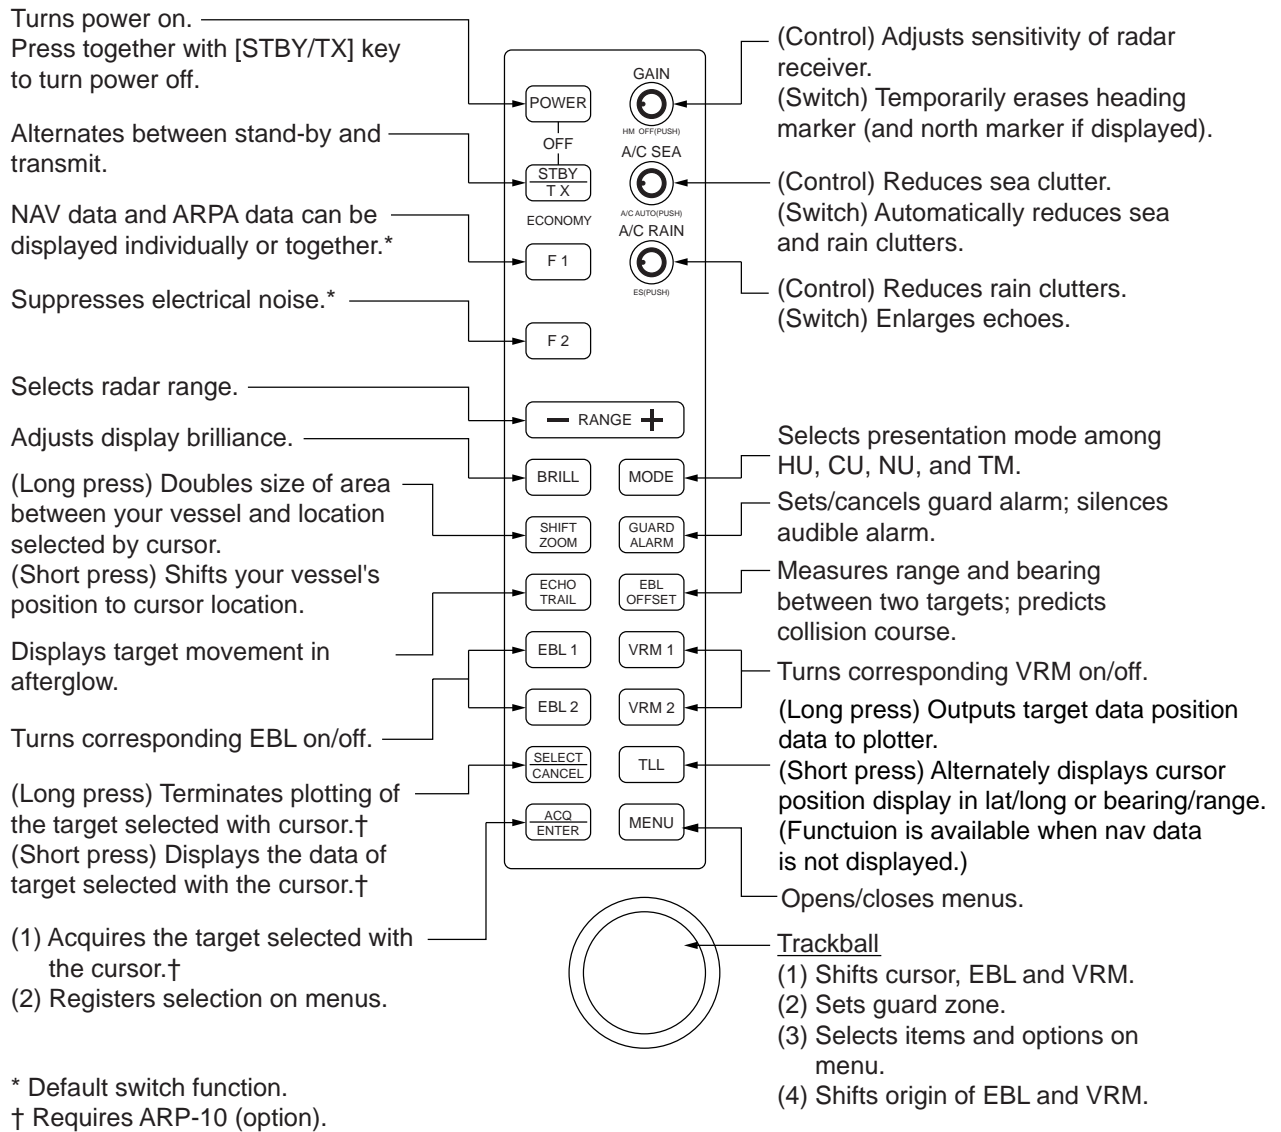 Turns power on.
Press together with [STBY/TX] key
to turn power off.
Alternates between stand-by and
transmit.
NAV data and ARPA data can be
displayed individually or together.*
Suppresses electrical noise.*
Selects radar range.
Adjusts display brilliance.
(Long press) Doubles size of area
between your vessel and location
selected by cursor.
(Short press) Shifts your vessel's
position to cursor location.
Displays target movement in
afterglow.
Turns corresponding EBL on/off.
(Long press) Terminates plotting of
the target selected with cursor.†
(Short press) Displays the data of
target selected with the cursor.†
(1) Acquires the target selected with
the cursor.†
(2) Registers selection on menus.
* Default switch function.
† Requires ARP-10 (option).
POWER
OFF
STBY
T X
ECONOMY
F 1
F 2
GAIN
HM OFF(PUSH)
A/C SEA
A/C AUTO(PUSH)
A/C RAIN
ES(PUSH)
− RANGE +
BRILL
MODE
SHIFT
ZOOM
GUARD
ALARM
ECHO
TRAIL
EBL
OFFSET
EBL 1
VRM 1
EBL 2
VRM 2
SELECT
CANCEL
TLL
ACQ
ENTER
MENU
(Control) Adjusts sensitivity of radar
receiver.
(Switch) Temporarily erases heading
marker (and north marker if displayed).
(Control) Reduces sea clutter.
(Switch) Automatically reduces sea
and rain clutters.
(Control) Reduces rain clutters.
(Switch) Enlarges echoes.
Selects presentation mode among
HU, CU, NU, and TM.
Sets/cancels guard alarm; silences
audible alarm.
Measures range and bearing
between two targets; predicts
collision course.
Turns corresponding VRM on/off.
(Long press) Outputs target data position
data to plotter.
(Short press) Alternately displays cursor
position display in lat/long or bearing/range.
(Functuion is available when nav data
is not displayed.)
Opens/closes menus.
Trackball
(1) Shifts cursor, EBL and VRM.
(2) Sets guard zone.
(3) Selects items and options on
menu.
(4) Shifts origin of EBL and VRM.